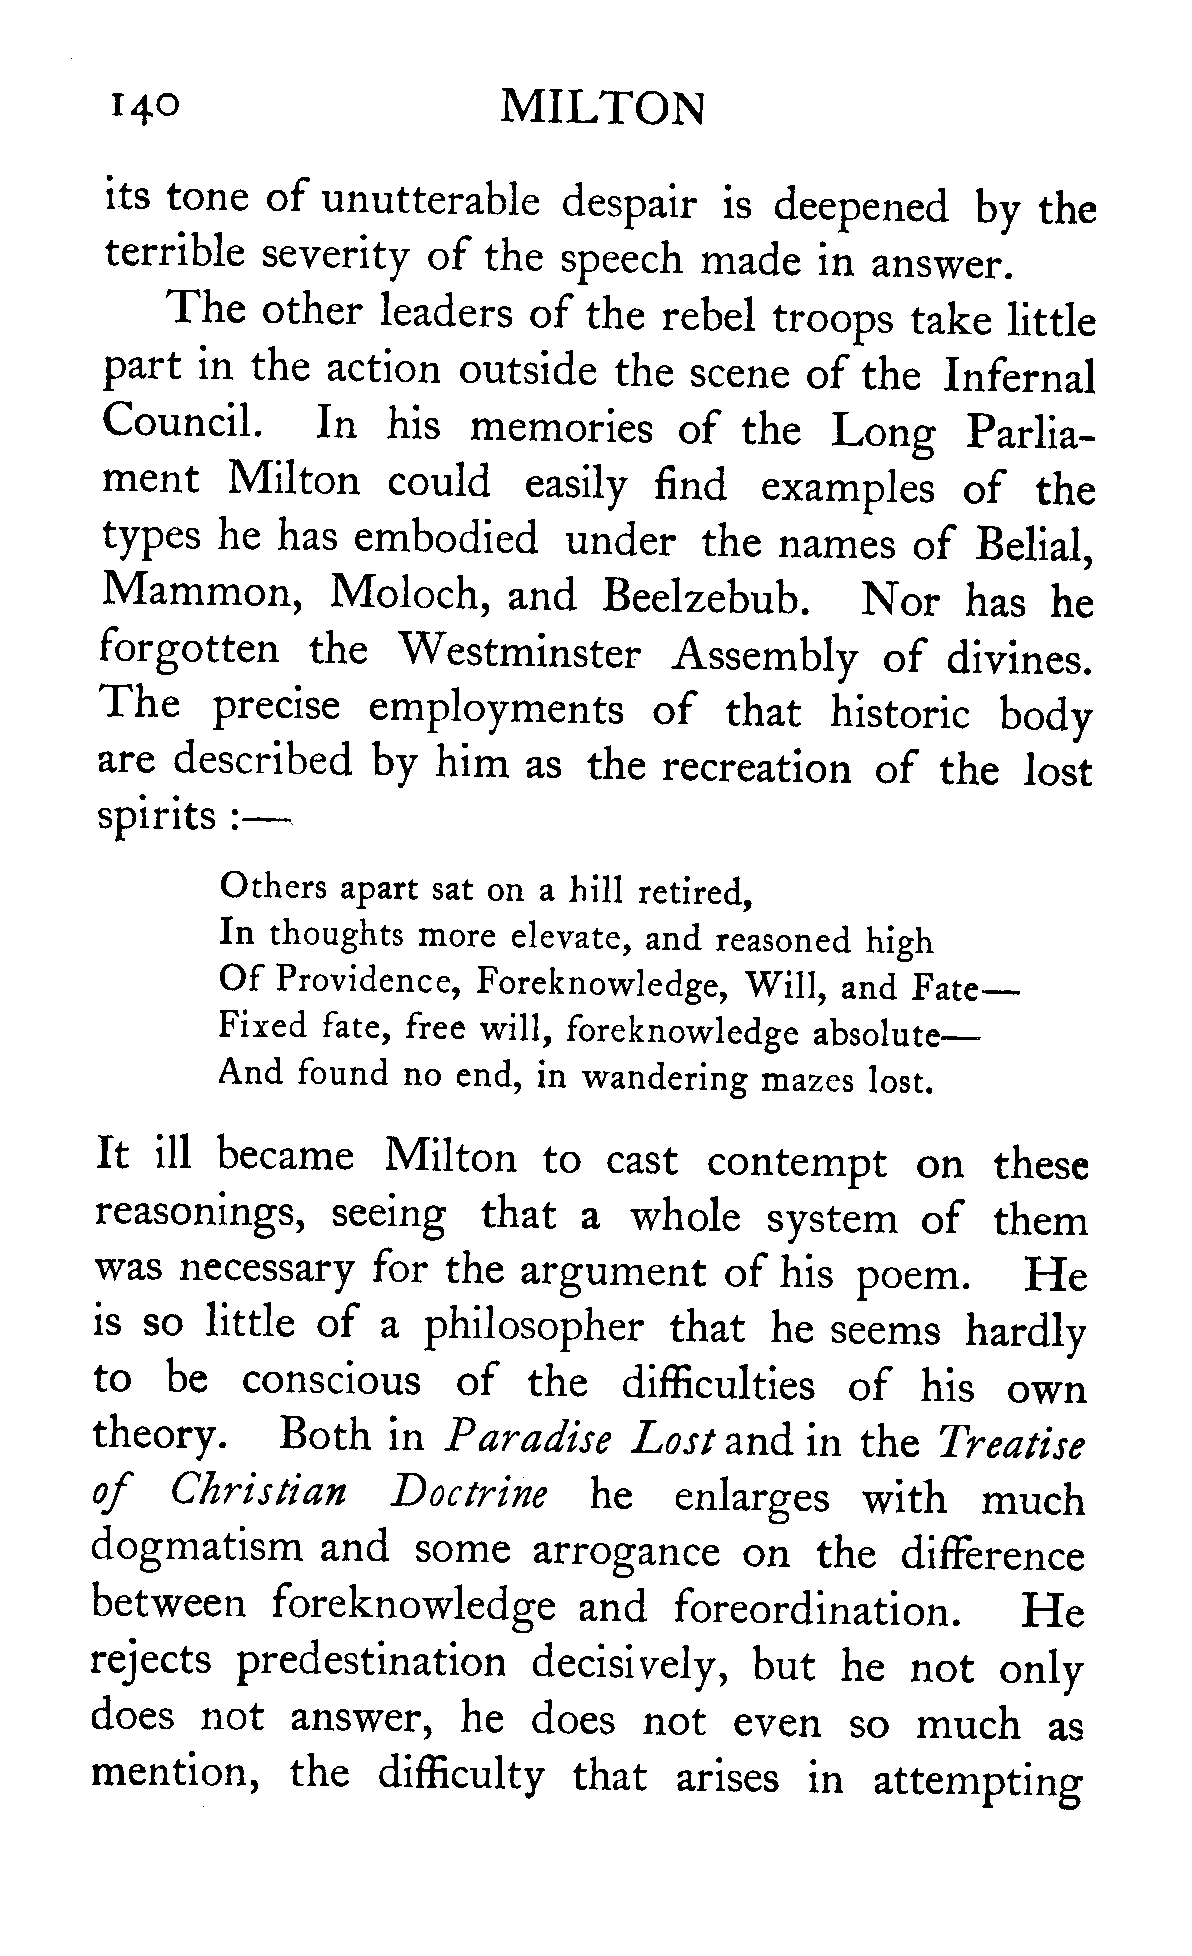 140 MILTON
its tone of unutterable despair is deepened by the
terrible severity of the speech made in answer.
The other leaders of the rebel troops take little
part in the action outside the scene of the Infernal
Council. In his memories of the Long Parlia-
ment Milton could easily find examples of the
types he has embodied under the names of Belial,
Mammon, Moloch, and Beelzebub. Nor has he
forgotten the Westminster Assembly of divines.
The precise employments of that historic body
are described by him as the recreation of the lost
spirits :—
Others apart sat on a hill retired,
In thoughts more elevate, and reasoned high
Of Providence, Foreknowledge, Will, and Fate—
Fixed fate, free will, foreknowledge absolute—
And found no end, in wandering mazes lost.
It ill became Milton to cast contempt on these
reasonings, seeing that a whole system of them
was necessary for the argument of his poem. He
is so little of a philosopher that he seems hardly
to be conscious of the difficulties of his own
theory. Both in Paradise Lost and in the Treatise
of Christian Doctrine he enlarges with much
dogmatism and some arrogance on the difference
between foreknowledge and foreordination. He
rejects predestination decisively, but he not only
does not answer, he does not even so much as
mention, the difficulty that arises in attempting